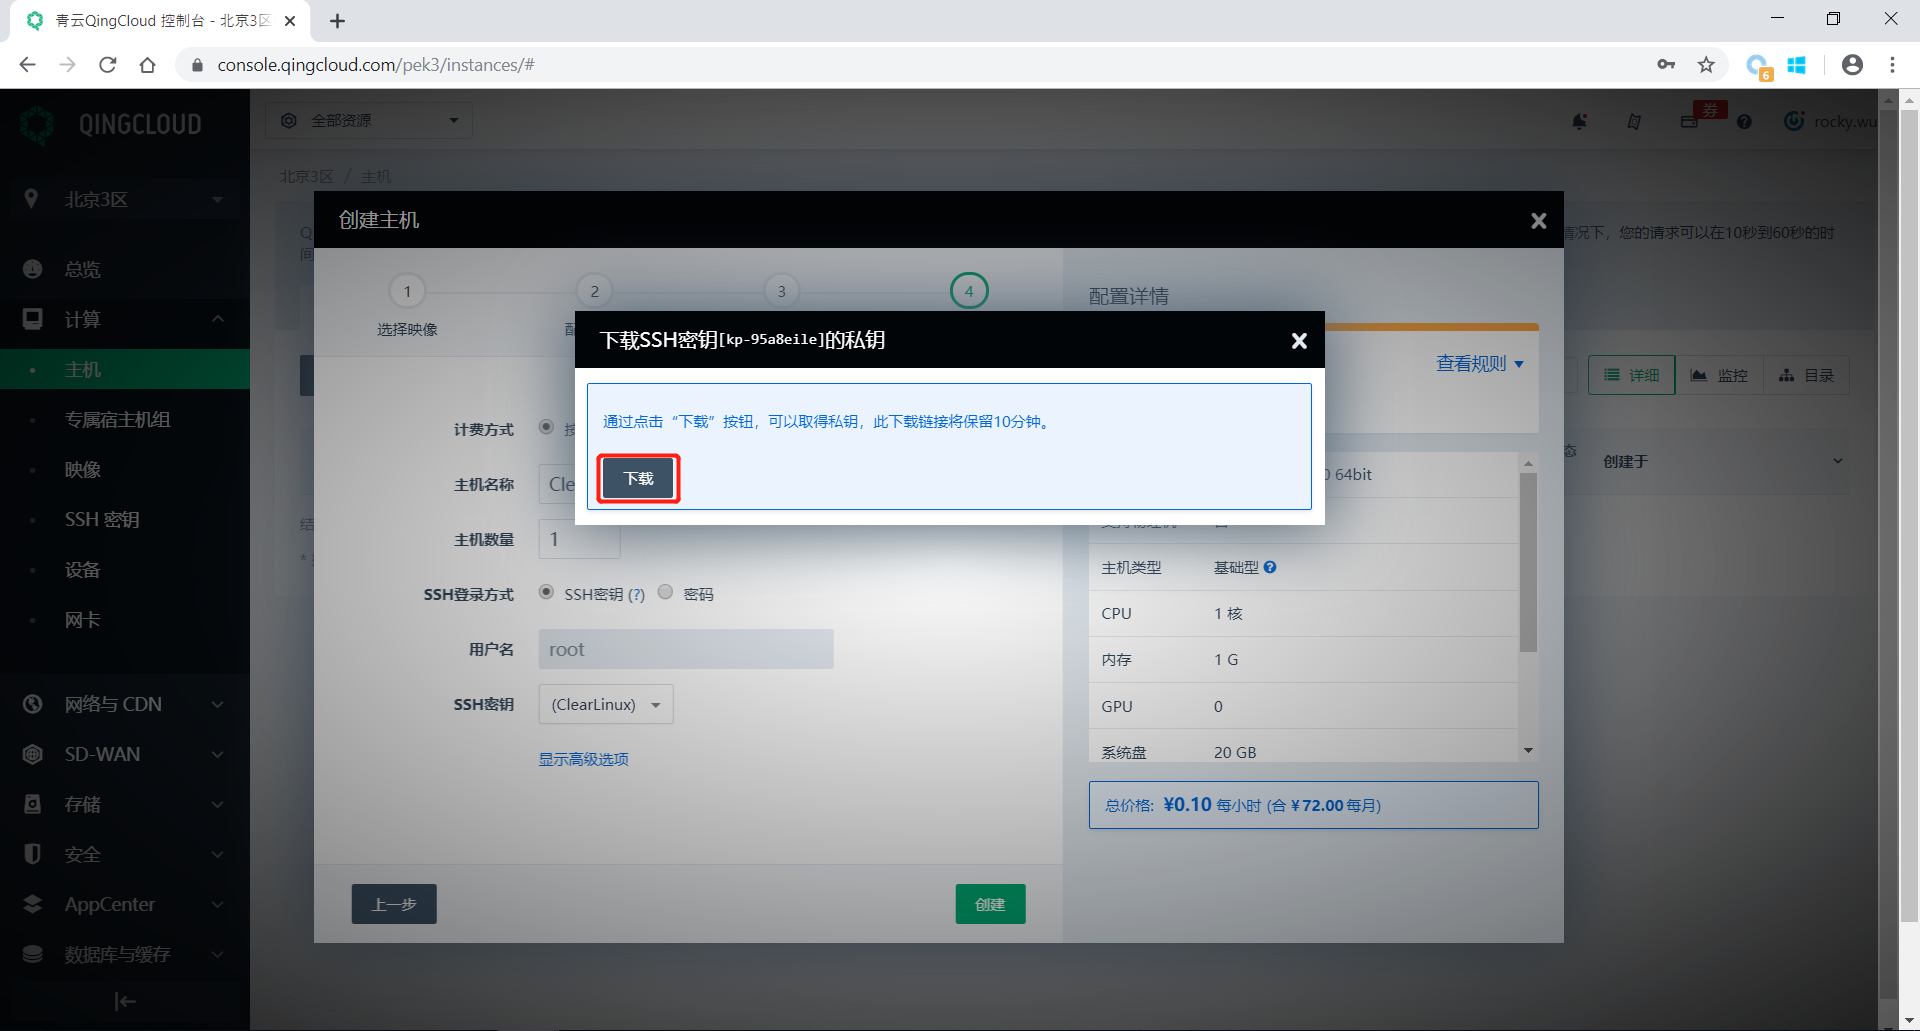 青云QingCloud 控制台 - 北京3区
console.qingcloud.com/pek3/instances/#
6
QINGCLOUD
全部资源
券
rocky.wu
北京3区
总览
计算
主机
专属宿主机组
映像
SSH 密钥
设备
网卡
网络与 CDN
SD-WAN
存储
安全
AppCenter
数据库与缓存
北京3区 / 主机
情况下，您的请求可以在10秒到60秒的时
间
详细
监控
目录
创建于
创建主机
1
2
3
4
选择映像
计费方式
主机名称
Cle
主机数量
1
SSH登录方式
SSH密钥 (?)
密码
用户名
root
SSH密钥
(ClearLinux)
显示高级选项
上一步
创建
配置详情
查看规则
64bit
主机类型 基础型
CPU 1 核
内存 1 G
GPU 0
系统盘 20 GB
总价格: ¥0.10 每小时 (合 ¥ 72.00 每月)
下载SSH密钥[kp-95a8eile]的私钥
通过点击“下载”按钮，可以取得私钥，此下载链接将保留10分钟。
下载